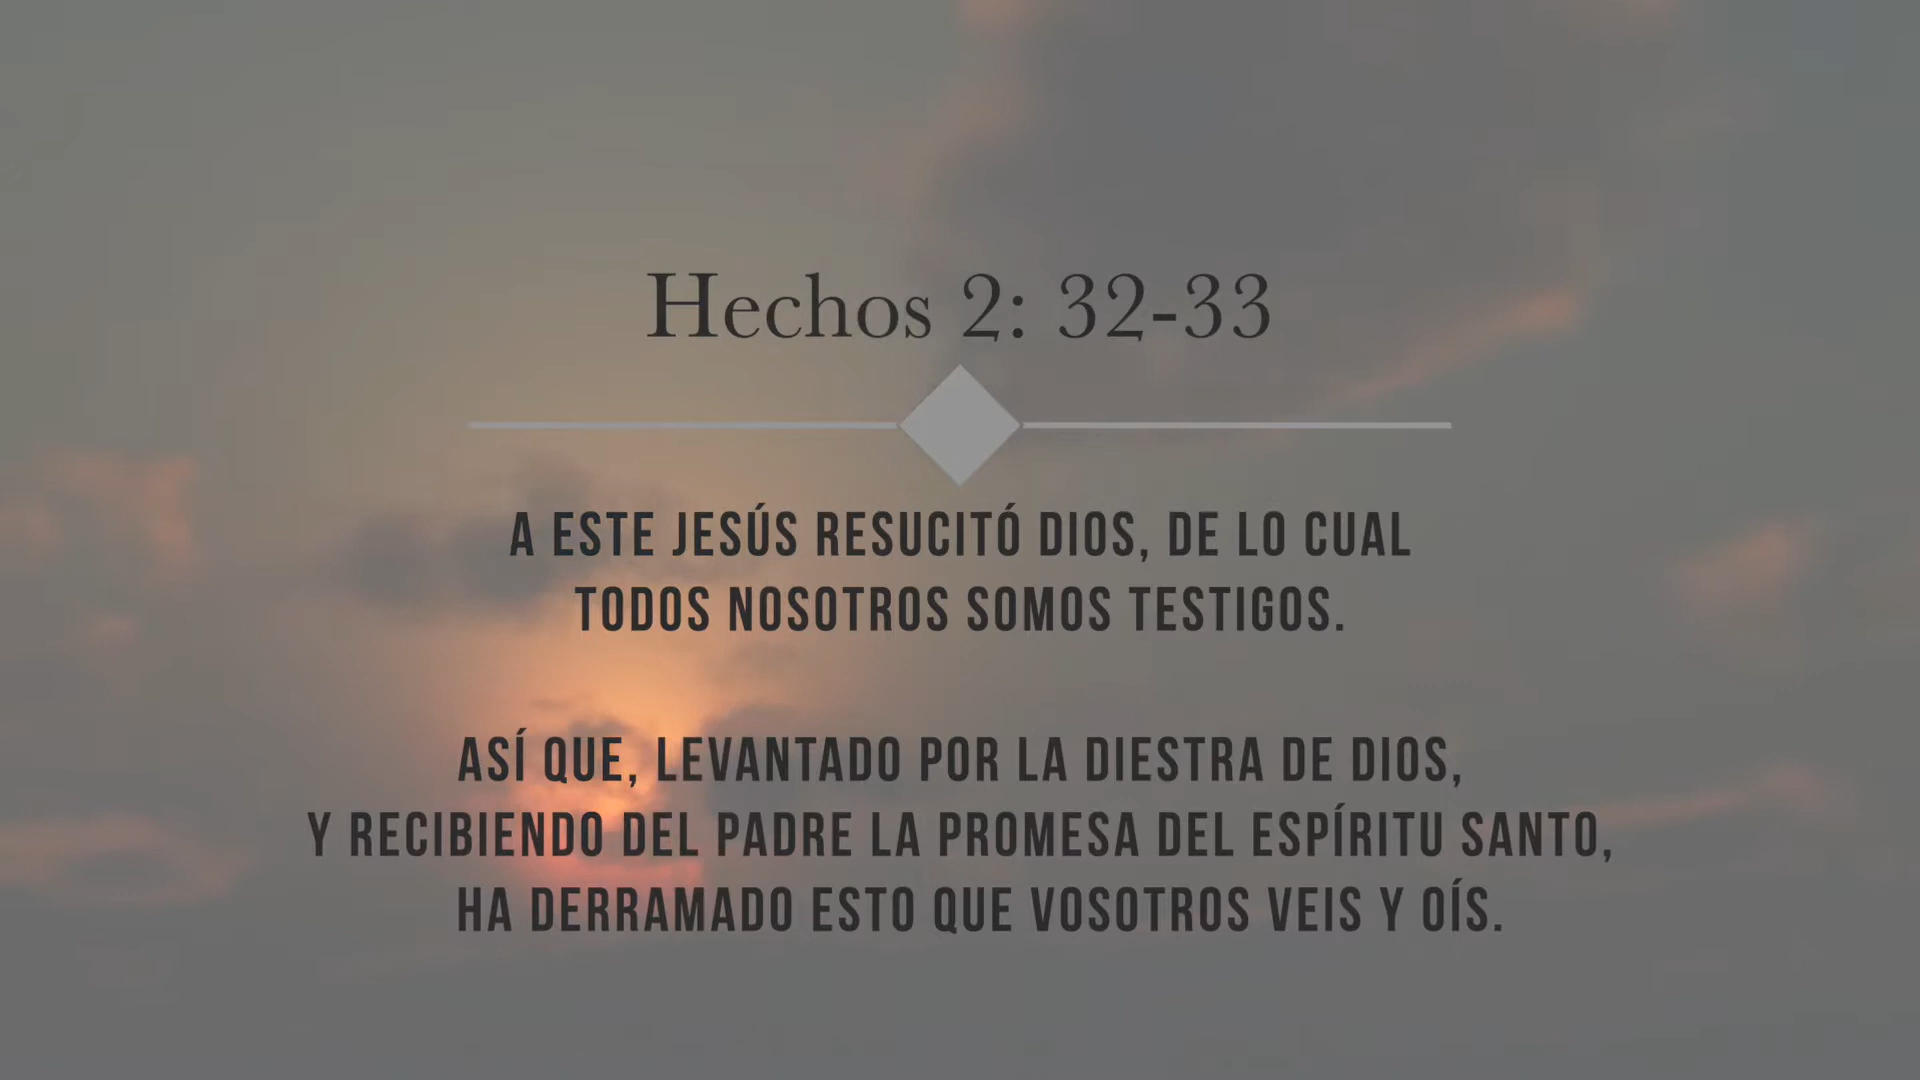 Hechos 2: 32-33
A ESTE JESÚS RESUCITÓ DIOS, DE LO CUAL
TODOS NOSOTROS SOMOS TESTIGOS.
ASÍ QUE, LEVANTADO POR LA DIESTRA DE DIOS,
Y RECIBIENDO DEL PADRE LA PROMESA DEL ESPÍRITU SANTO,
HA DERRAMADO ESTO QUE VOSOTROS VEIS Y OÍS.